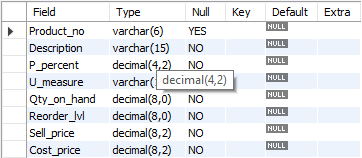 Field Type Null Key Default Extra
Product_no varchar(6) YES NULL
Description varchar(15) NO NULL
P_percent decimal(4,2) NO NULL
U_measure varchar( decimal(4,2) NULL
Qty_on_hand decimal(8,0) NO NULL
Reorder_lvl decimal(8,0) NO NULL
Sell_price decimal(8,2) NO NULL
Cost_price decimal(8,2) NO NULL